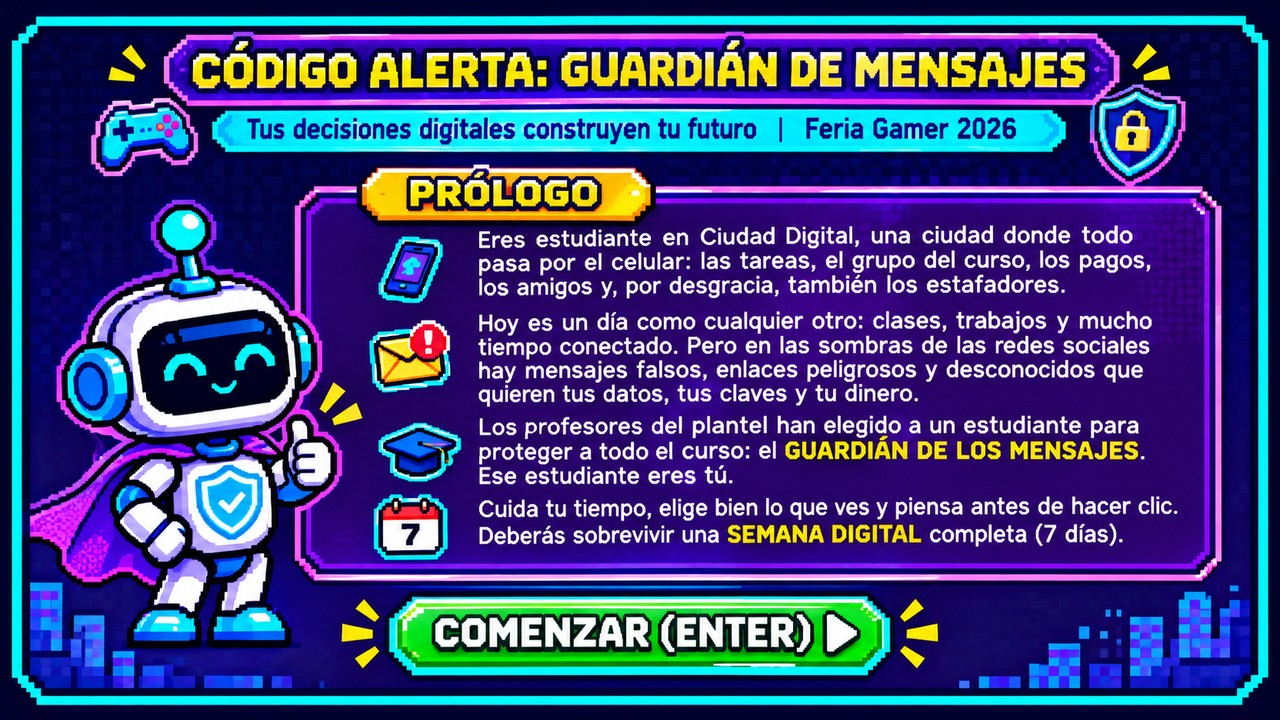 CÓDIGO ALERTA: GUARDIÁN DE MENSAJES
Tus decisiones digitales construyen tu futuro | Feria Gamer 2026
PRÓLOGO
Eres estudiante en Ciudad Digital, una ciudad donde todo
pasa por el celular: las tareas, el grupo del curso, los pagos,
los amigos y, por desgracia, también los estafadores.
Hoy es un día como cualquier otro: clases, trabajos y mucho
tiempo conectado. Pero en las sombras de las redes sociales
hay mensajes falsos, enlaces peligrosos y desconocidos que
quieren tus datos, tus claves y tu dinero.
Los profesores del plantel han elegido a un estudiante para
proteger a todo el curso: el GUARDIÁN DE LOS MENSAJES.
Ese estudiante eres tú.
Cuida tu tiempo, elige bien lo que ves y piensa antes de hacer clic.
7
Deberás sobrevivir una SEMANA DIGITAL completa (7 días).
COMENZAR (ENTER)